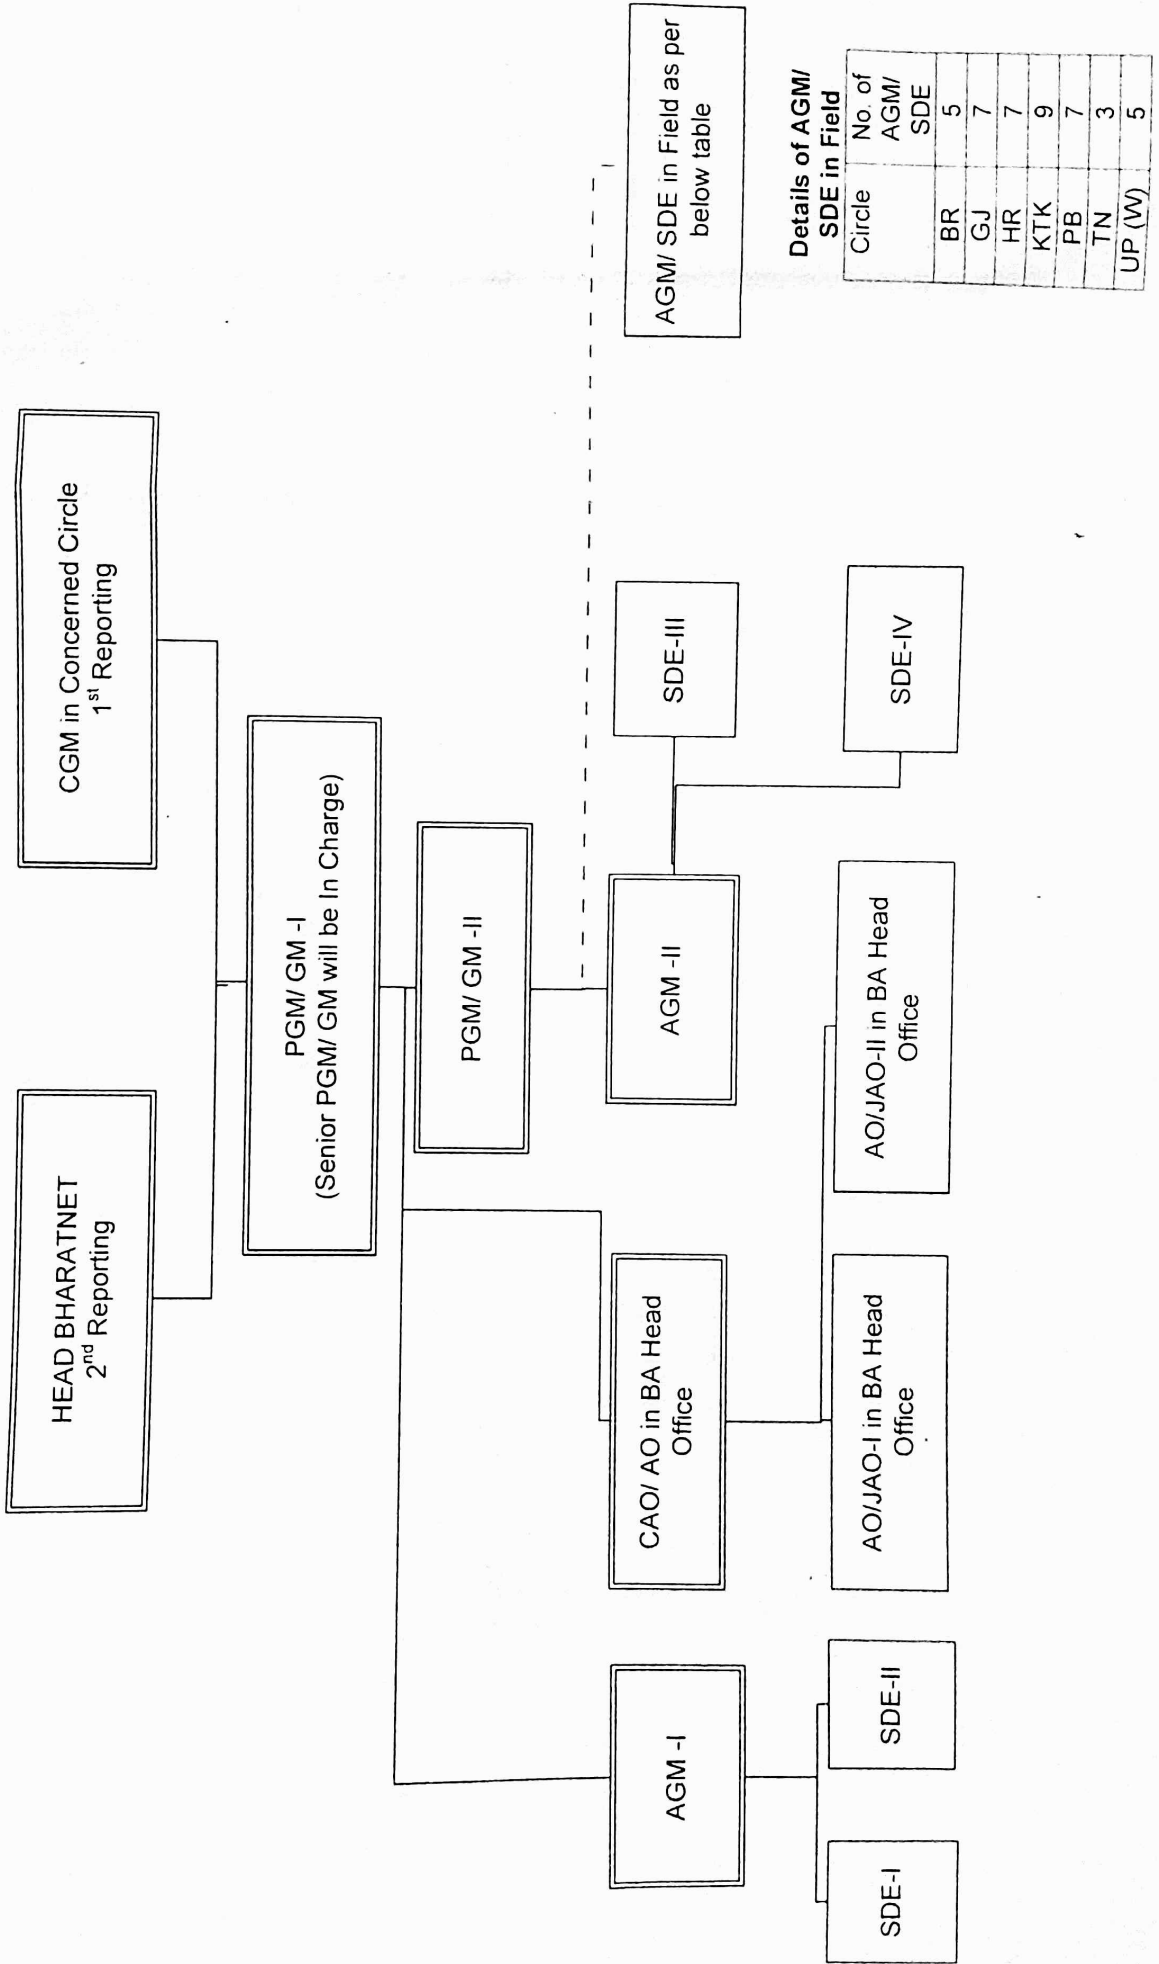 HEAD BHARATNET
2nd Reporting
CGM in Concerned Circle
1st Reporting
PGM/ GM -I
(Senior PGM/ GM will be In Charge)
PGM/ GM -II
AGM -I
CAO/ AO in BA Head
Office
AGM -II
SDE-III
AGM/ SDE in Field as per
below table
SDE-I
SDE-II
AO/JAO-I in BA Head
Office
AO/JAO-II in BA Head
Office
SDE-IV
Details of AGM/
SDE in Field
Circle No. of
AGM/
SDE
BR 5
GJ 7
HR 7
KTK 9
PB 7
TN 3
UP (W) 5